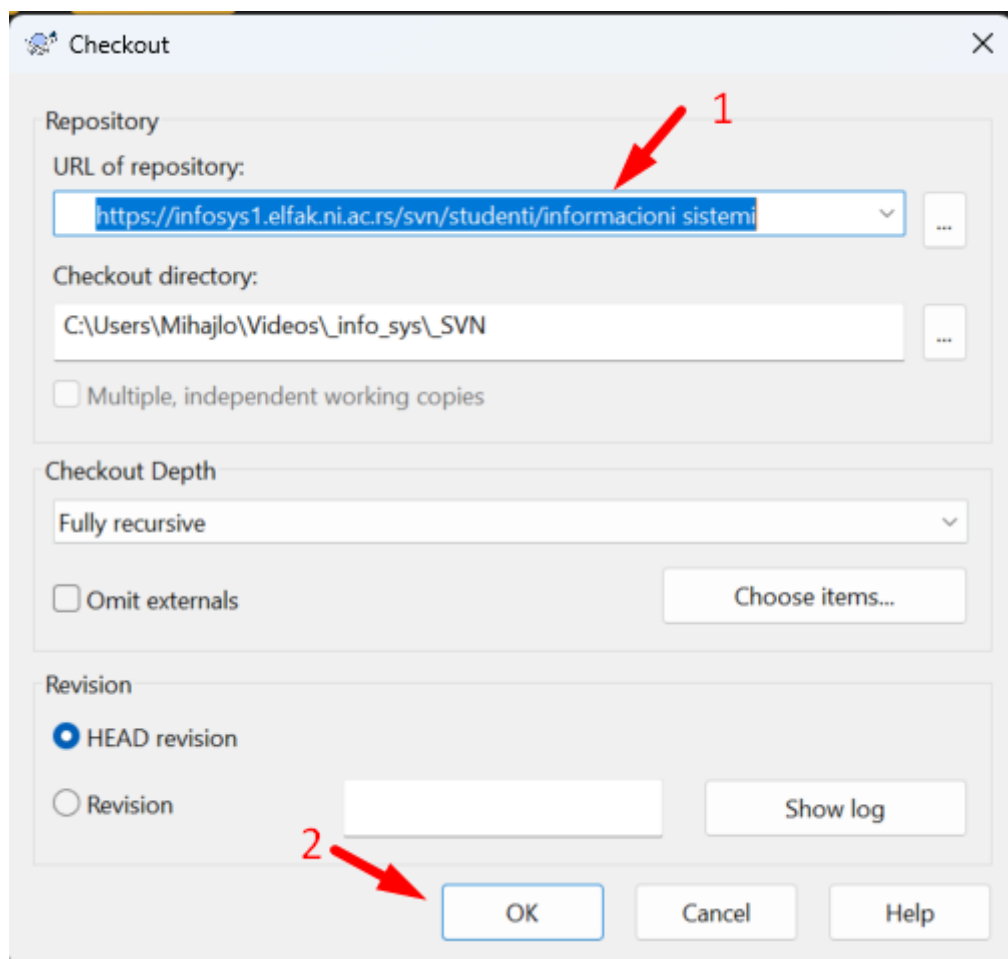 Checkout
1
Repository
URL of repository:
https://infosys1.elfak.ni.ac.rs/svn/studenti/informacioni sistemi
...
Checkout directory:
C:\Users\Mihajlo\Videos\_info_sys\_SVN
...
Multiple, independent working copies
Checkout Depth
Fully recursive
Omit externals
Choose items...
Revision
HEAD revision
Revision
Show log
2
OK
Cancel
Help